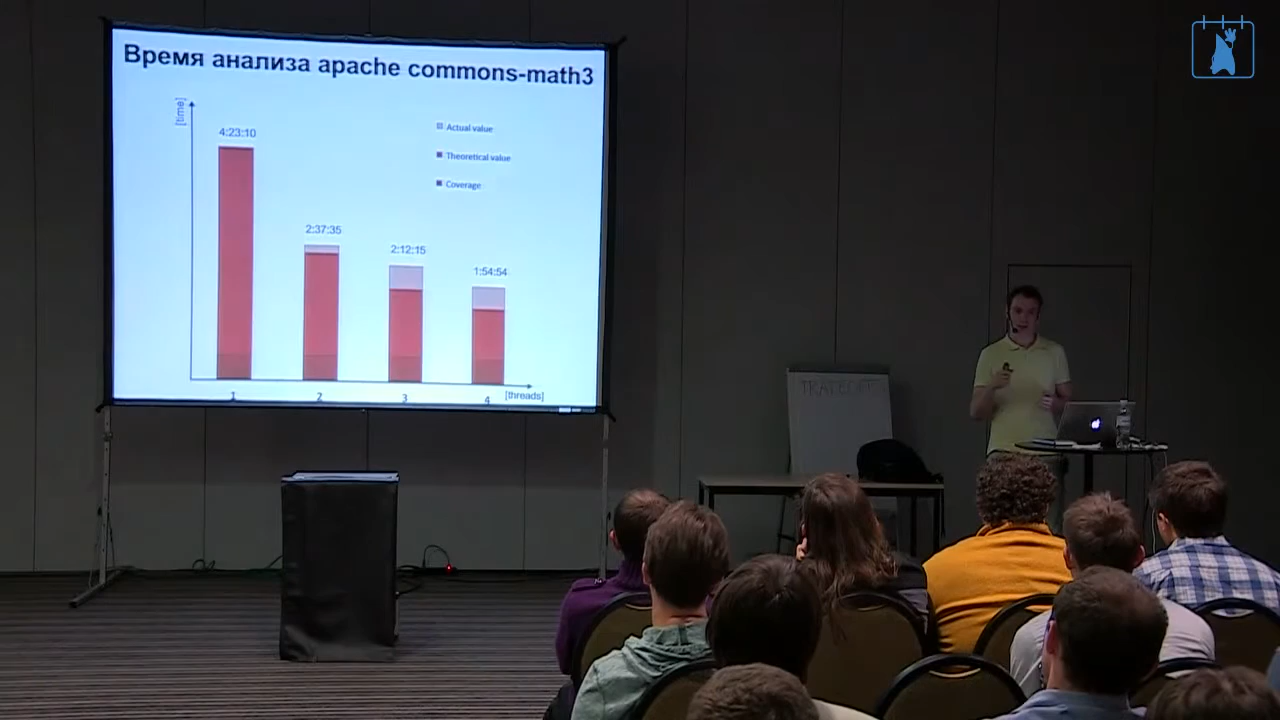 Время анализа apache commons-math3
[time]
4:23:10
2:37:35
2:12:15
1:54:54
Actual value
Theoretical value
Coverage
1
2
3
4
[threads]